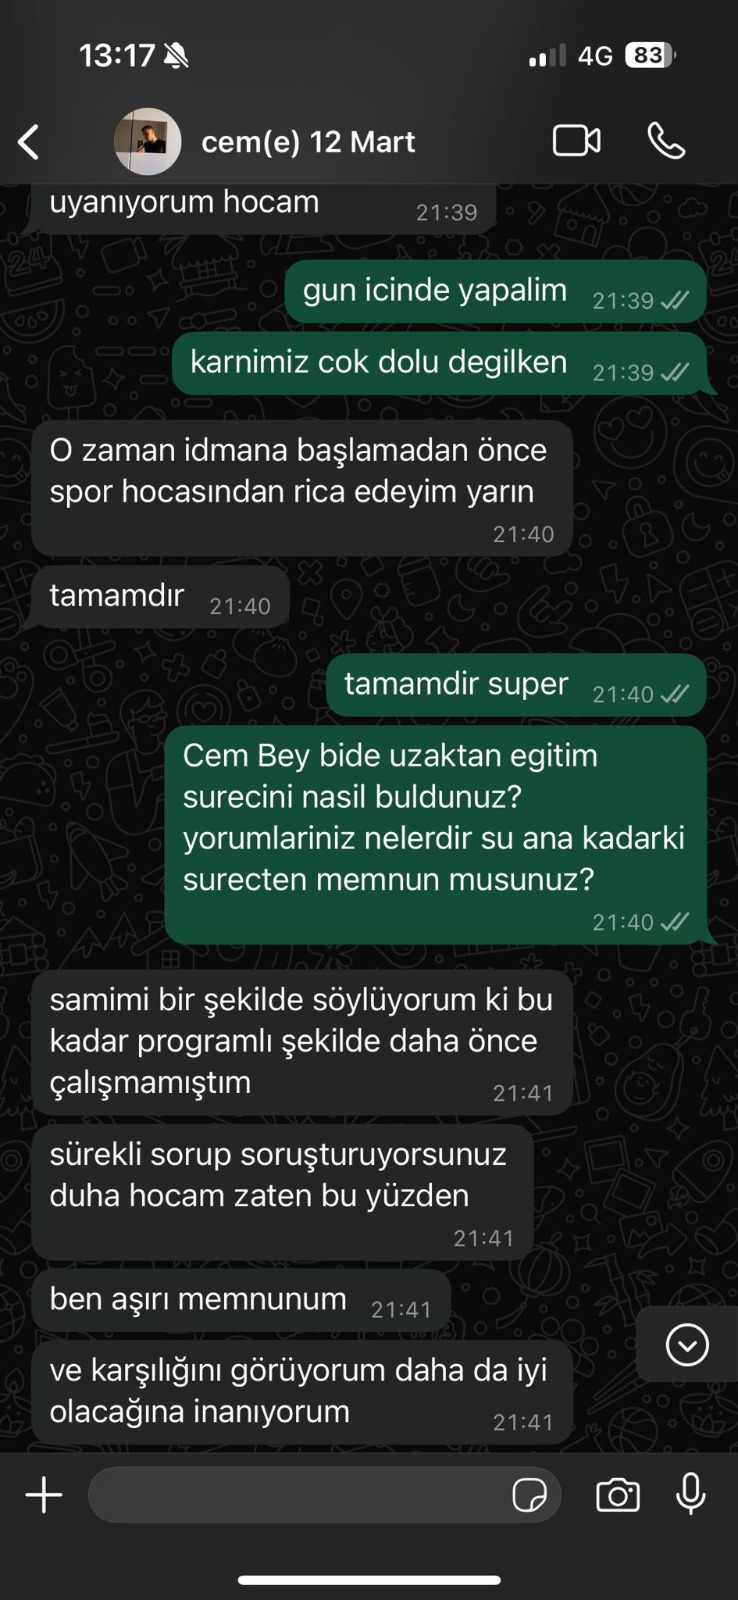 13:17
4G
83
cem(e) 12 Mart
uyanıyorum hocam
21:39
gun icinde yapalim
21:39
karnimiz cok dolu degilken
21:39
O zaman idmana başlamadan önce
spor hocasından rica edeyim yarın
21:40
tamamdır
21:40
tamamdir super
21:40
Cem Bey bide uzaktan egitim
surecini nasil buldunuz?
yorumlariniz nelerdir su ana kadarki
surecten memnun musunuz?
21:40
samimi bir şekilde söylüyorum ki bu
kadar programlı şekilde daha önce
çalışmamıştım
21:41
sürekli sorup soruşturuyorsunuz
duha hocam zaten bu yüzden
21:41
ben aşırı memnunum
21:41
ve karşılığını görüyorum daha da iyi
olacağına inanıyorum
21:41